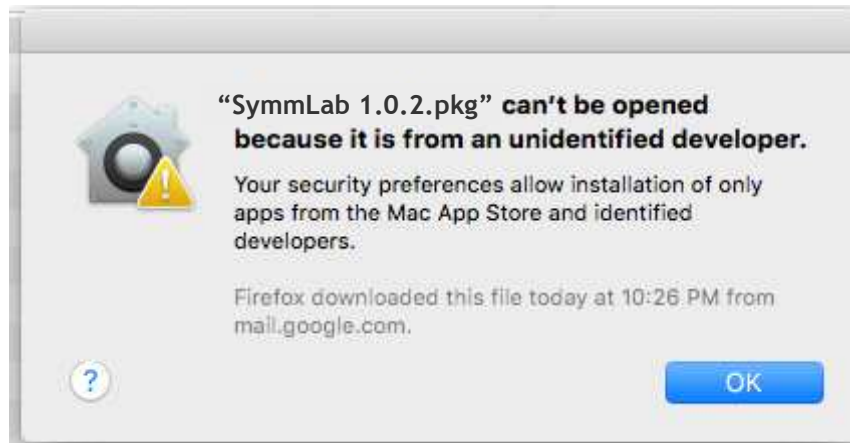 “SymmLab 1.0.2.pkg” can’t be opened
because it is from an unidentified developer.
Your security preferences allow installation of only
apps from the Mac App Store and identified
developers.
Firefox downloaded this file today at 10:26 PM from
mail.google.com.
?
OK